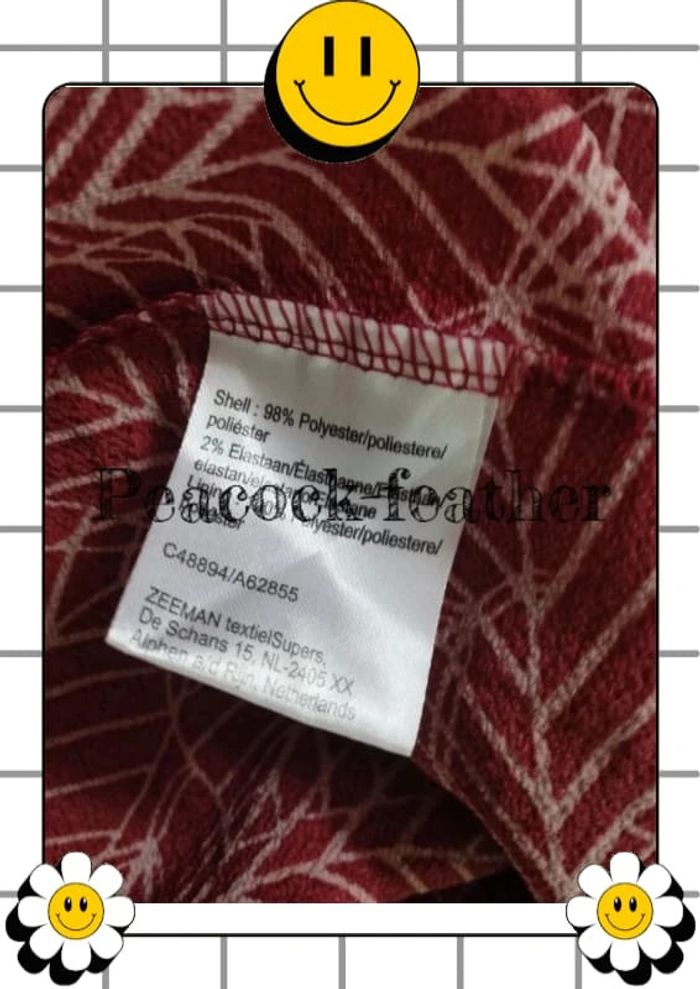 Shell : 98% Polyester/poliestere/
poliéster
2% Elastaan/Élasthanne/
elastan/
Peacock feather
Polyester/poliestere/
C48894/A62855
ZEEMAN textielSupers,
De Schans 15, NL-2405 XX
Alphen a/d Rijn, Netherlands